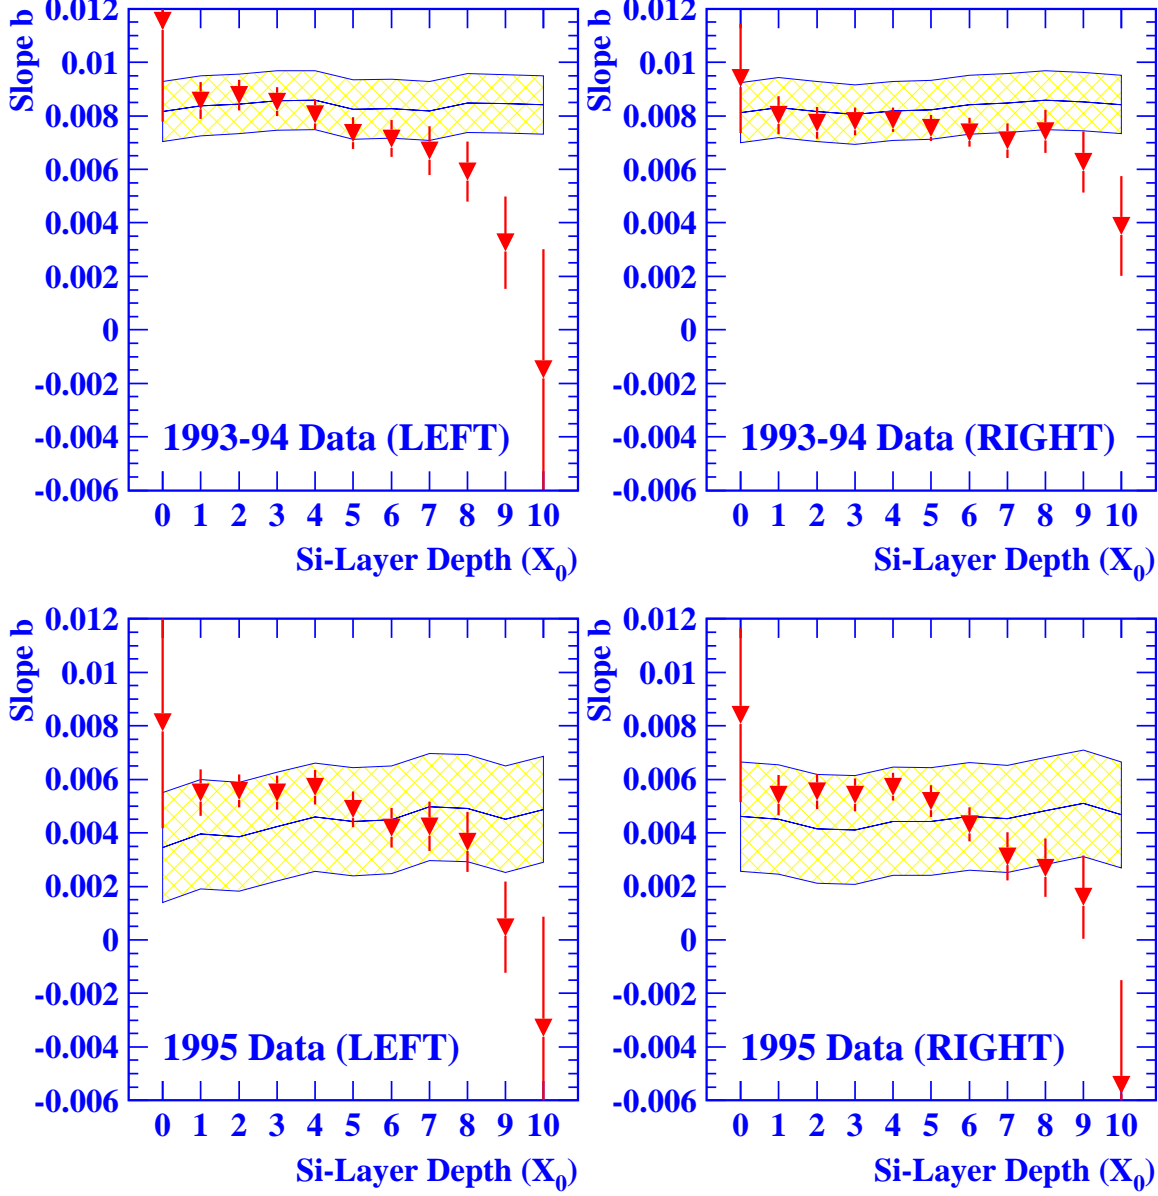 Slope b
0.012
0.01
0.008
0.006
0.004
0.002
0
-0.002
-0.004
-0.006
1993-94 Data (LEFT)
0 1 2 3 4 5 6 7 8 9 10
Si-Layer Depth (X0)
Slope b
0.012
0.01
0.008
0.006
0.004
0.002
0
-0.002
-0.004
-0.006
1993-94 Data (RIGHT)
0 1 2 3 4 5 6 7 8 9 10
Si-Layer Depth (X0)
Slope b
0.012
0.01
0.008
0.006
0.004
0.002
0
-0.002
-0.004
-0.006
1995 Data (LEFT)
0 1 2 3 4 5 6 7 8 9 10
Si-Layer Depth (X0)
Slope b
0.012
0.01
0.008
0.006
0.004
0.002
0
-0.002
-0.004
-0.006
1995 Data (RIGHT)
0 1 2 3 4 5 6 7 8 9 10
Si-Layer Depth (X0)